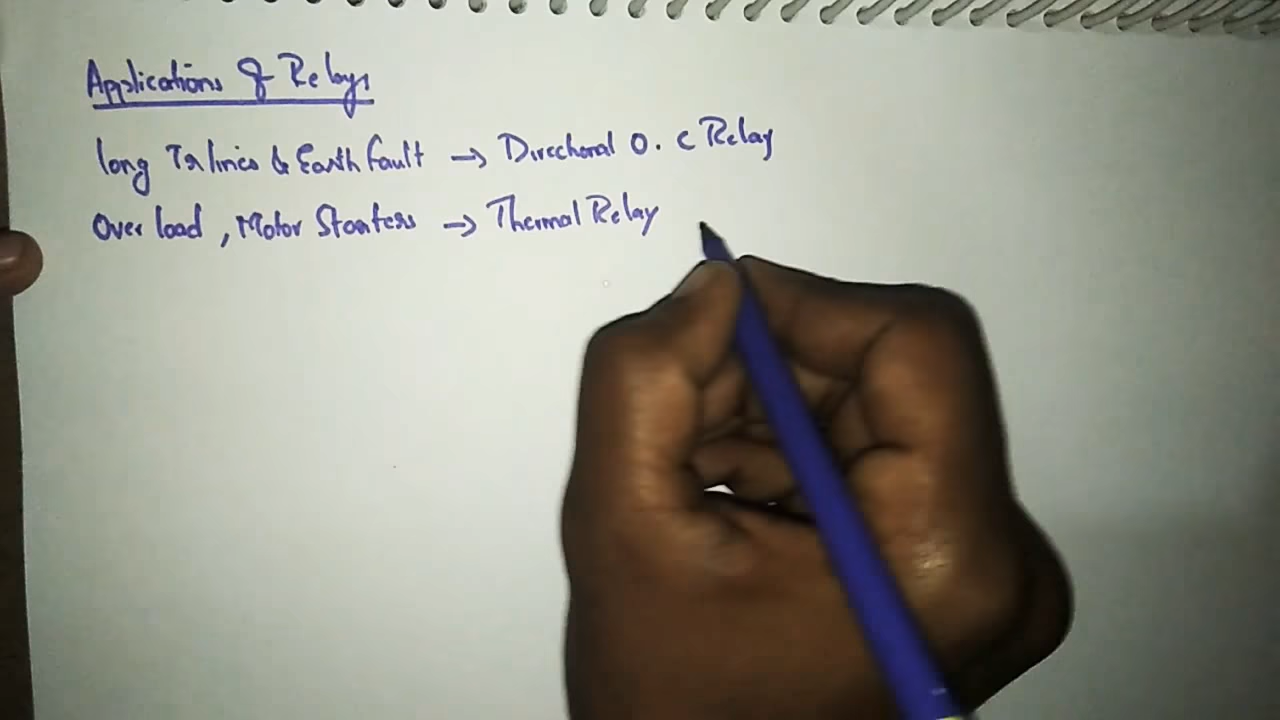 Applications of Relays
long Tx lines & Earth fault → Directional O. C Relay
Over load, Motor Starters → Thermal Relay